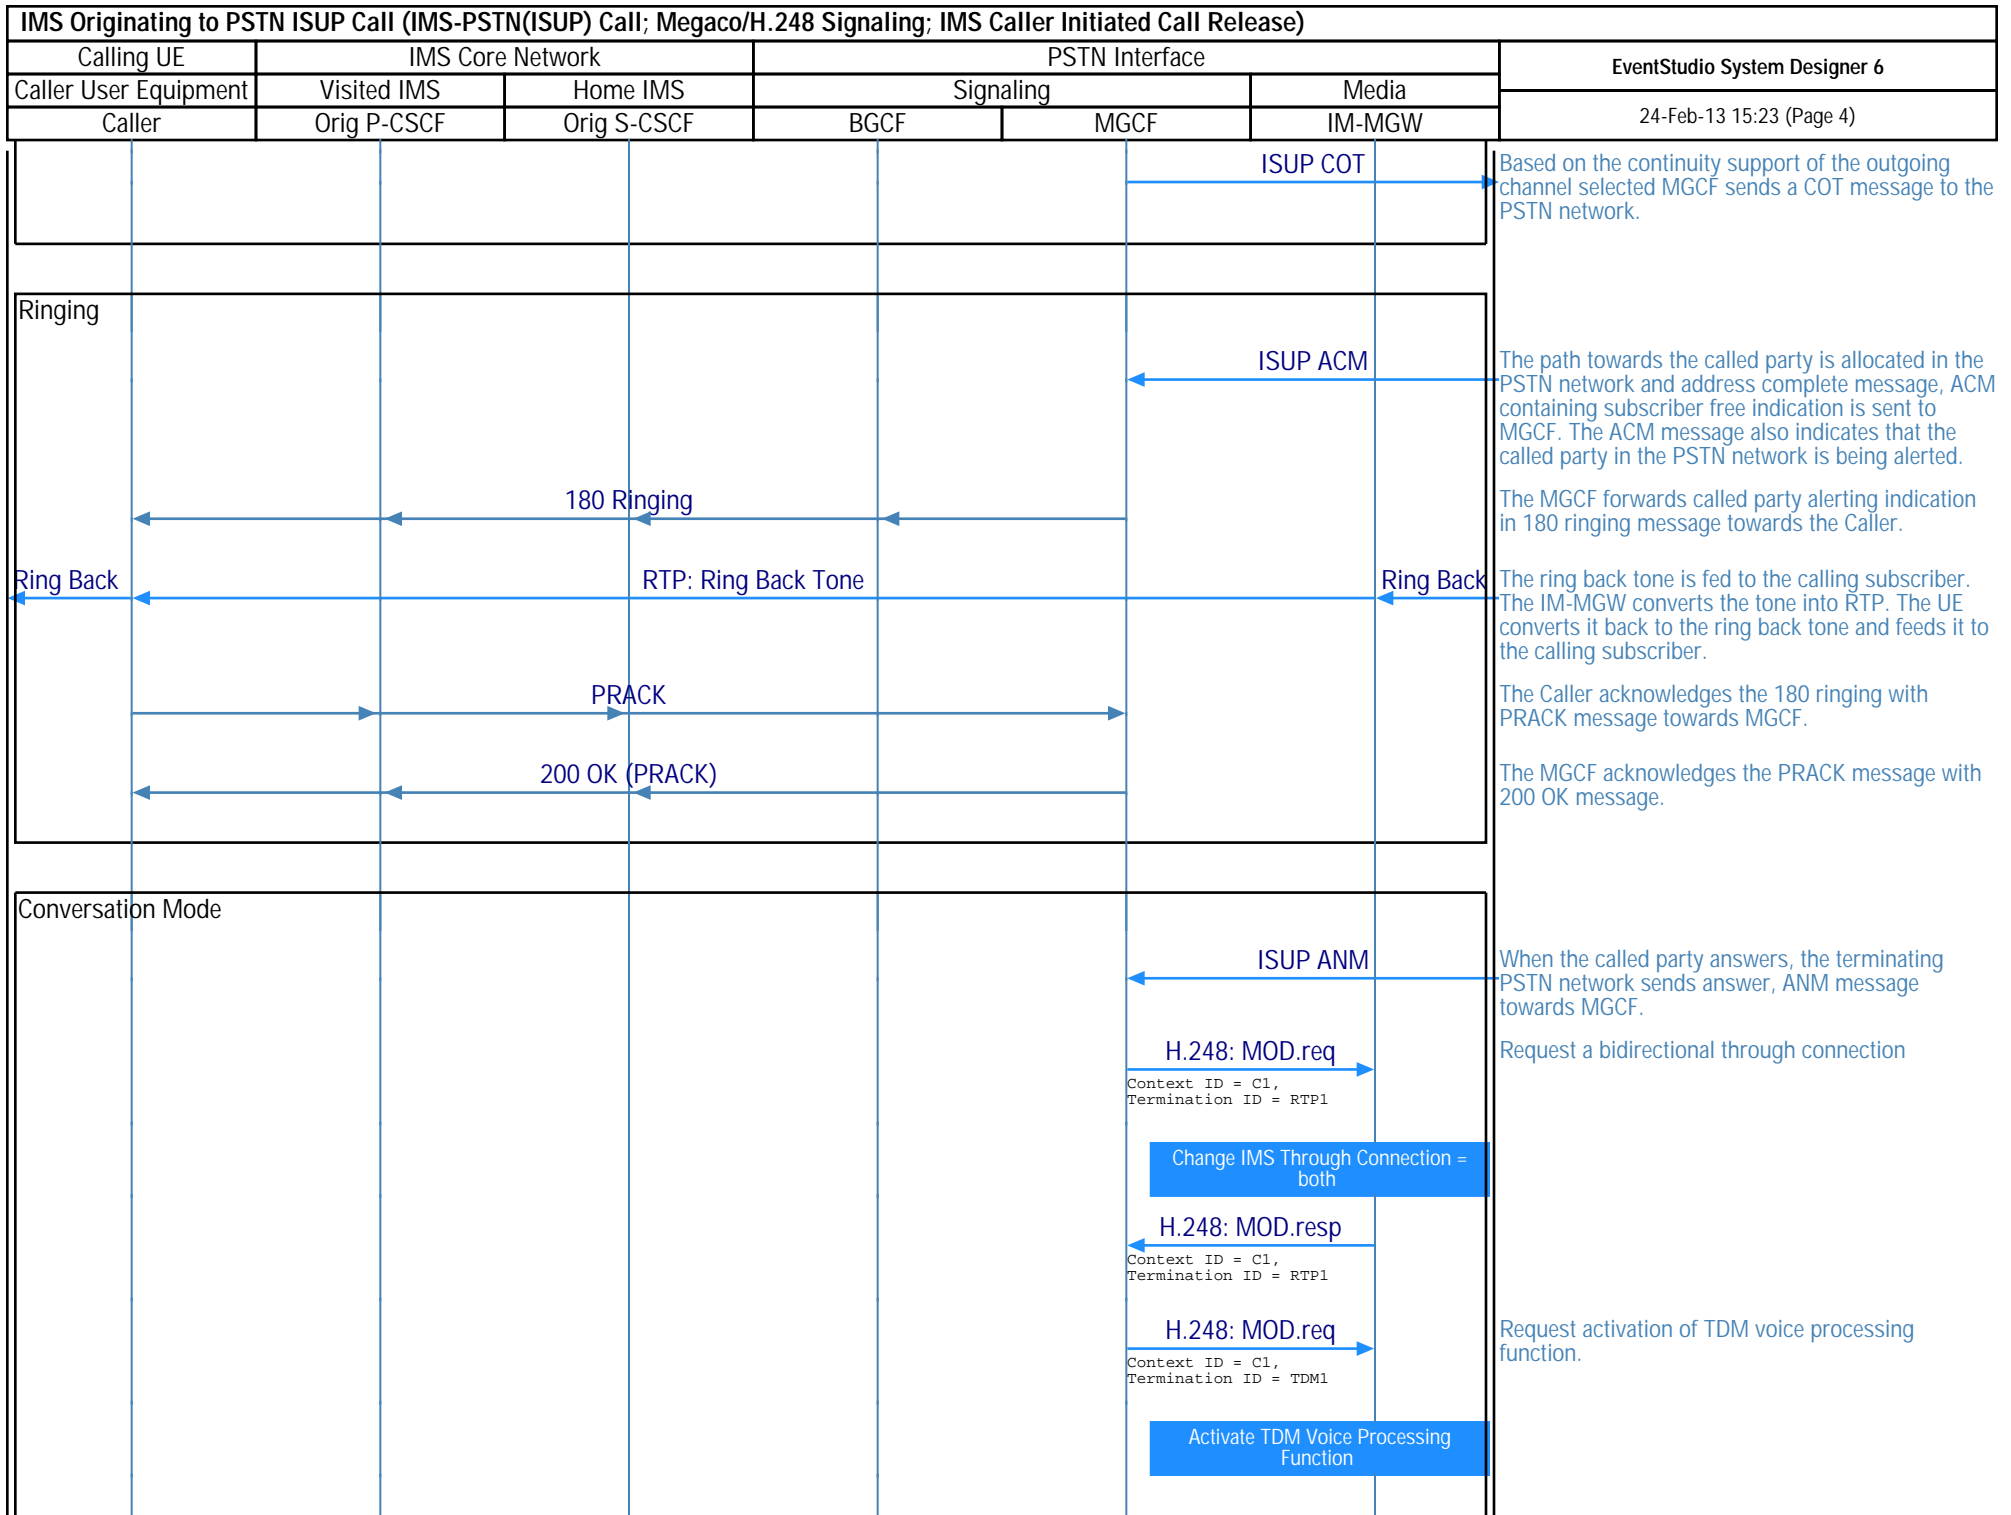 IMS Originating to PSTN ISUP Call (IMS-PSTN(ISUP) Call; Megaco/H.248 Signaling; IMS Caller Initiated Call Release)
Calling UE
IMS Core Network
PSTN Interface
EventStudio System Designer 6
Caller User Equipment
Visited IMS
Home IMS
Signaling
Media
24-Feb-13 15:23 (Page 4)
Caller
Orig P-CSCF
Orig S-CSCF
BGCF
MGCF
IM-MGW
ISUP COT
Based on the continuity support of the outgoing
channel selected MGCF sends a COT message to the
PSTN network.
Ringing
ISUP ACM
The path towards the called party is allocated in the
PSTN network and address complete message, ACM
containing subscriber free indication is sent to
MGCF. The ACM message also indicates that the
called party in the PSTN network is being alerted.
180 Ringing
The MGCF forwards called party alerting indication
in 180 ringing message towards the Caller.
Ring Back
RTP: Ring Back Tone
Ring Back
The ring back tone is fed to the calling subscriber.
The IM-MGW converts the tone into RTP. The UE
converts it back to the ring back tone and feeds it to
the calling subscriber.
PRACK
The Caller acknowledges the 180 ringing with
PRACK message towards MGCF.
200 OK (PRACK)
The MGCF acknowledges the PRACK message with
200 OK message.
Conversation Mode
ISUP ANM
When the called party answers, the terminating
PSTN network sends answer, ANM message
towards MGCF.
H.248: MOD.req
Request a bidirectional through connection
Context ID = C1,
Termination ID = RTP1
Change IMS Through Connection =
both
H.248: MOD.resp
Context ID = C1,
Termination ID = RTP1
H.248: MOD.req
Request activation of TDM voice processing
function.
Context ID = C1,
Termination ID = TDM1
Activate TDM Voice Processing
Function